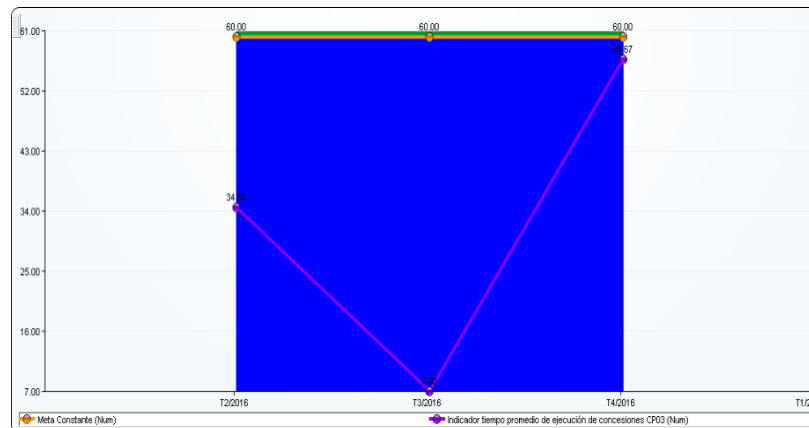 60.00 60.00 60.00
61.00
52.00
43.00
34.00
25.00
16.00
7.00
T2/2016 T3/2016 T4/2016
Meta Constante (Num) Indicador tiempo promedio de ejecución de concesiones CP03 (Num)